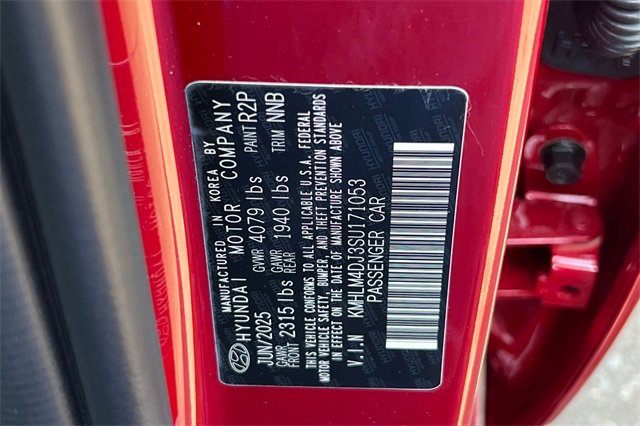 MANUFACTURED IN KOREA BY
HYUNDAI MOTOR COMPANY
JUN/2025 GVWR 4079 lbs PAINT R2P
GAWR FRONT 2315 lbs GAWR REAR 1940 lbs TRIM NNB
THIS VEHICLE CONFORMS TO ALL APPLICABLE U.S.A. FEDERAL
MOTOR VEHICLE SAFETY, BUMPER, AND THEFT PREVENTION STANDARDS
IN EFFECT ON THE DATE OF MANUFACTURE SHOWN ABOVE
V.I.N KMHLM4DJ3SU171053
PASSENGER CAR